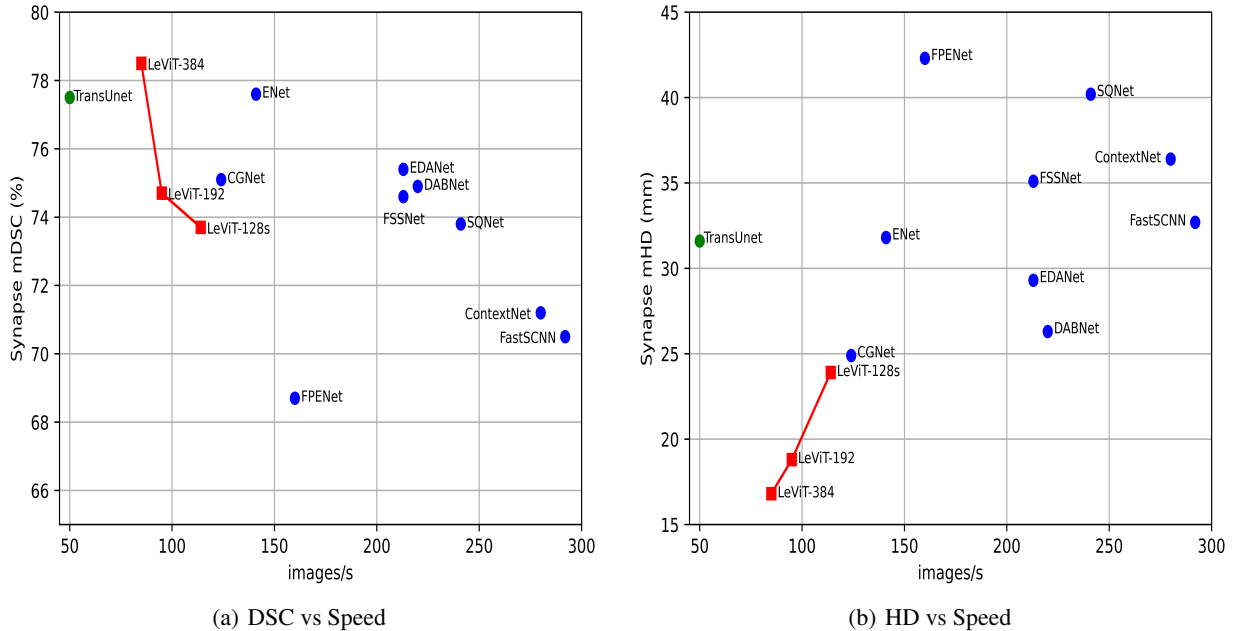 80
78
76
74
72
70
68
66
Synapse mDSC (%)
LeViT-384
TransUnet
ENet
EDANet
CGNet
DABNet
LeViT-192
FSSNet
SQNet
LeViT-128s
ContextNet
FastSCNN
FPENet
50 100 150 200 250 300
images/s
(a) DSC vs Speed
45
40
35
30
25
20
15
Synapse mHD (mm)
FPENet
SQNet
ContextNet
FSSNet
FastSCNN
TransUnet
ENet
EDANet
DABNet
CGNet
LeViT-128s
LeViT-192
LeViT-384
50 100 150 200 250 300
images/s
(b) HD vs Speed